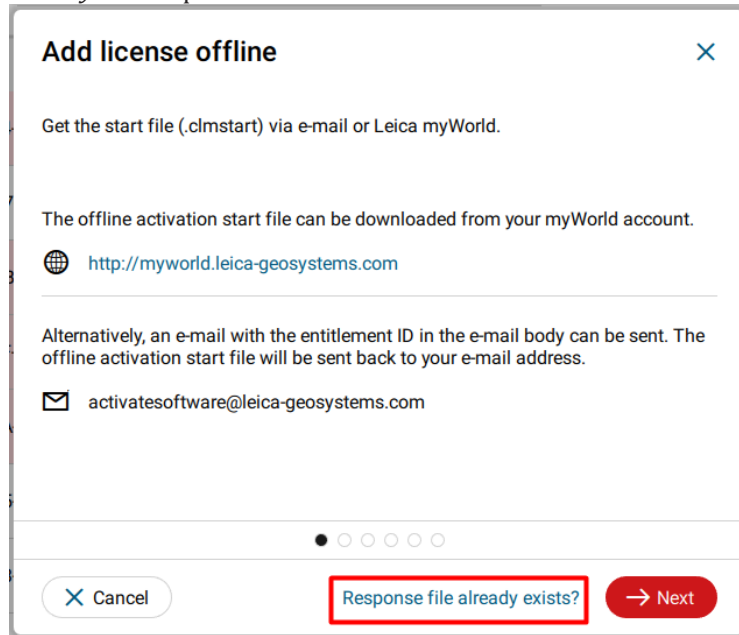 Add license offline
Get the start file (.clmstart) via e-mail or Leica myWorld.
The offline activation start file can be downloaded from your myWorld account.
http://myworld.leica-geosystems.com
Alternatively, an e-mail with the entitlement ID in the e-mail body can be sent. The
offline activation start file will be sent back to your e-mail address.
activatesoftware@leica-geosystems.com
Cancel
Response file already exists?
Next